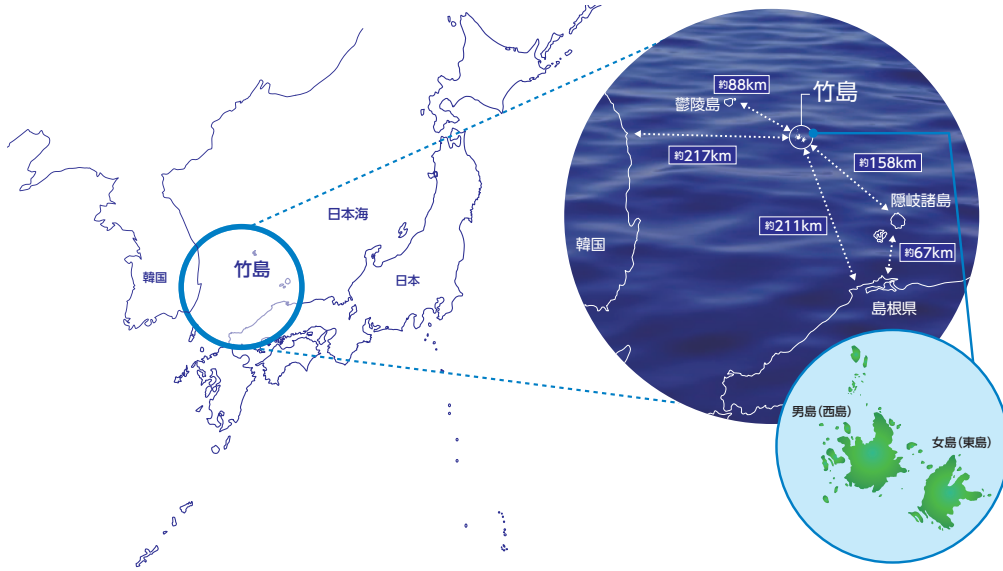 日本海
竹島
韓国
日本
約88km
竹島
鬱陵島
約217km
約158km
隠岐諸島
約211km
韓国
約67km
島根県
男島(西島)
女島(東島)